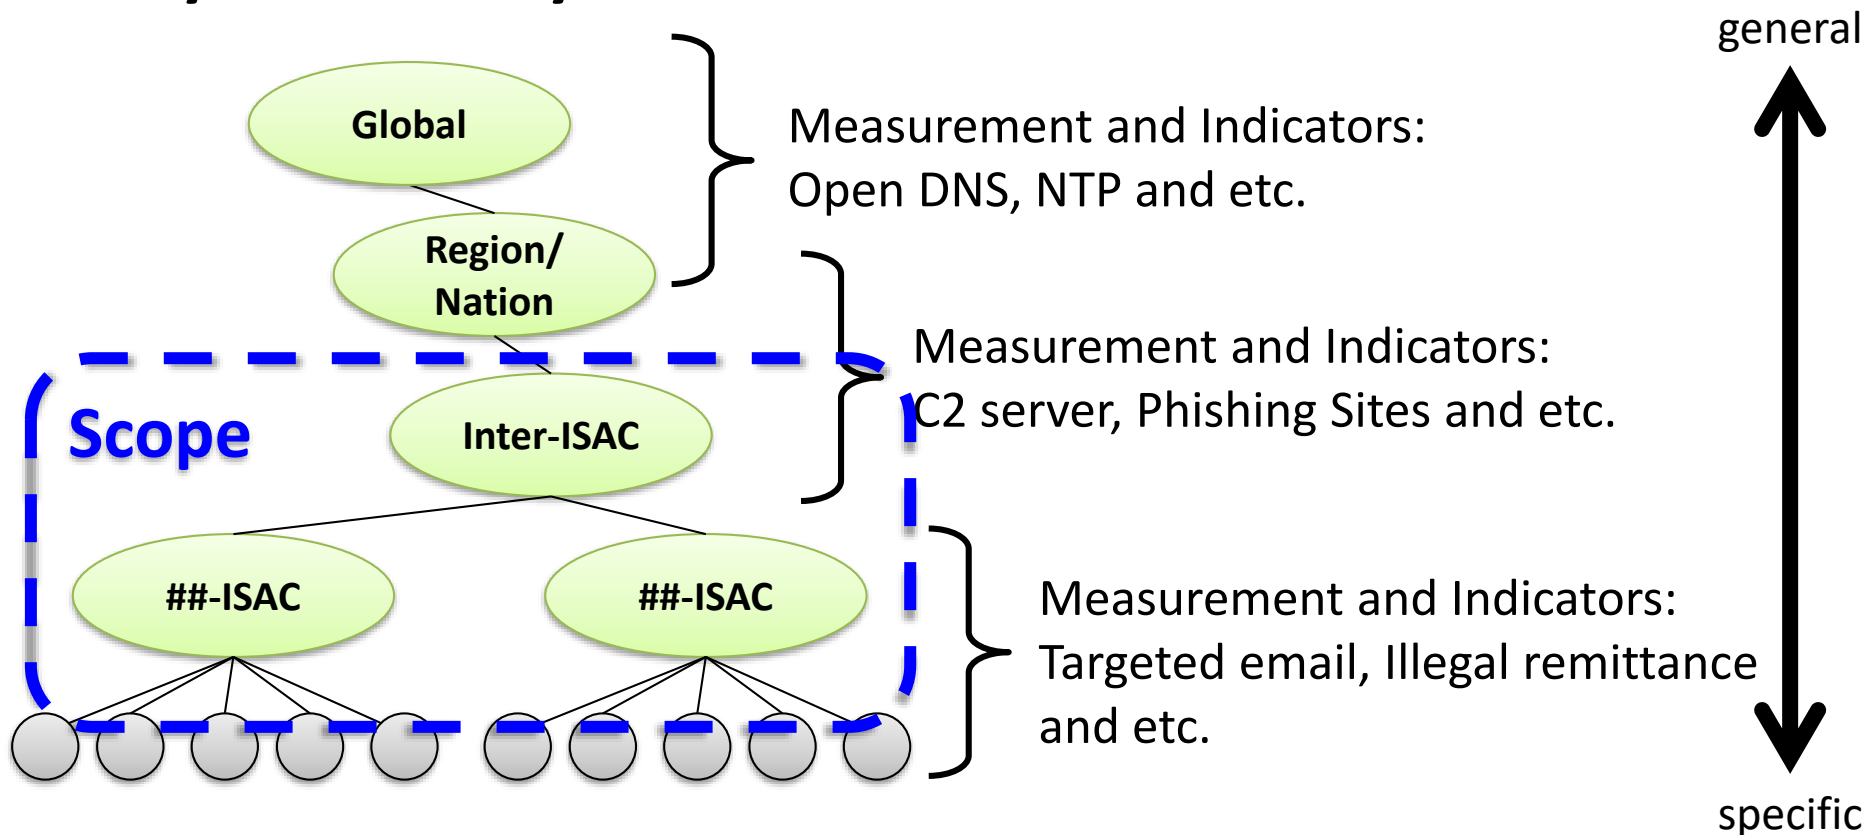 general
Global
Measurement and Indicators:
Open DNS, NTP and etc.
Region/
Nation
Measurement and Indicators:
C2 server, Phishing Sites and etc.
Scope
Inter-ISAC
##-ISAC
##-ISAC
Measurement and Indicators:
Targeted email, Illegal remittance
and etc.
specific